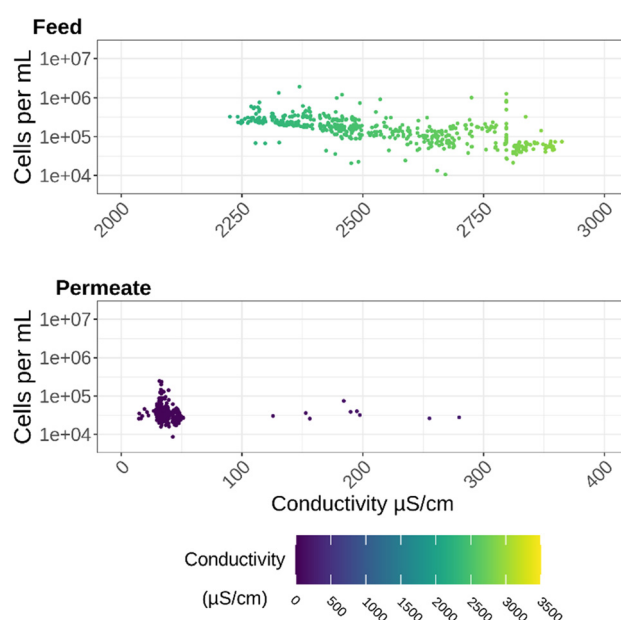 Feed
Cells per mL
1e+07
1e+06
1e+05
1e+04
2000
2250
2500
2750
3000
Permeate
Cells per mL
1e+07
1e+06
1e+05
1e+04
0
100
200
300
400
Conductivity µS/cm
Conductivity
(µS/cm)
0
500
1000
1500
2000
2500
3000
3500